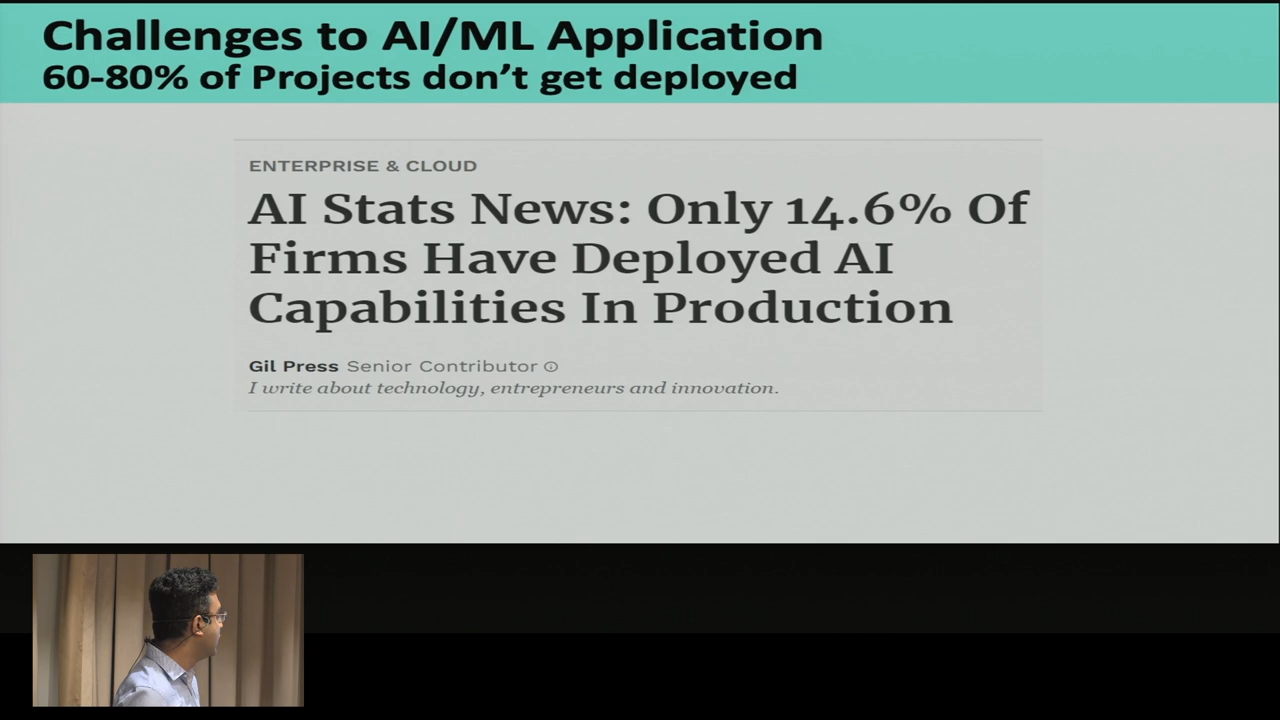 Challenges to AI/ML Application
60-80% of Projects don’t get deployed
ENTERPRISE & CLOUD
AI Stats News: Only 14.6% Of
Firms Have Deployed AI
Capabilities In Production
Gil Press Senior Contributor
I write about technology, entrepreneurs and innovation.